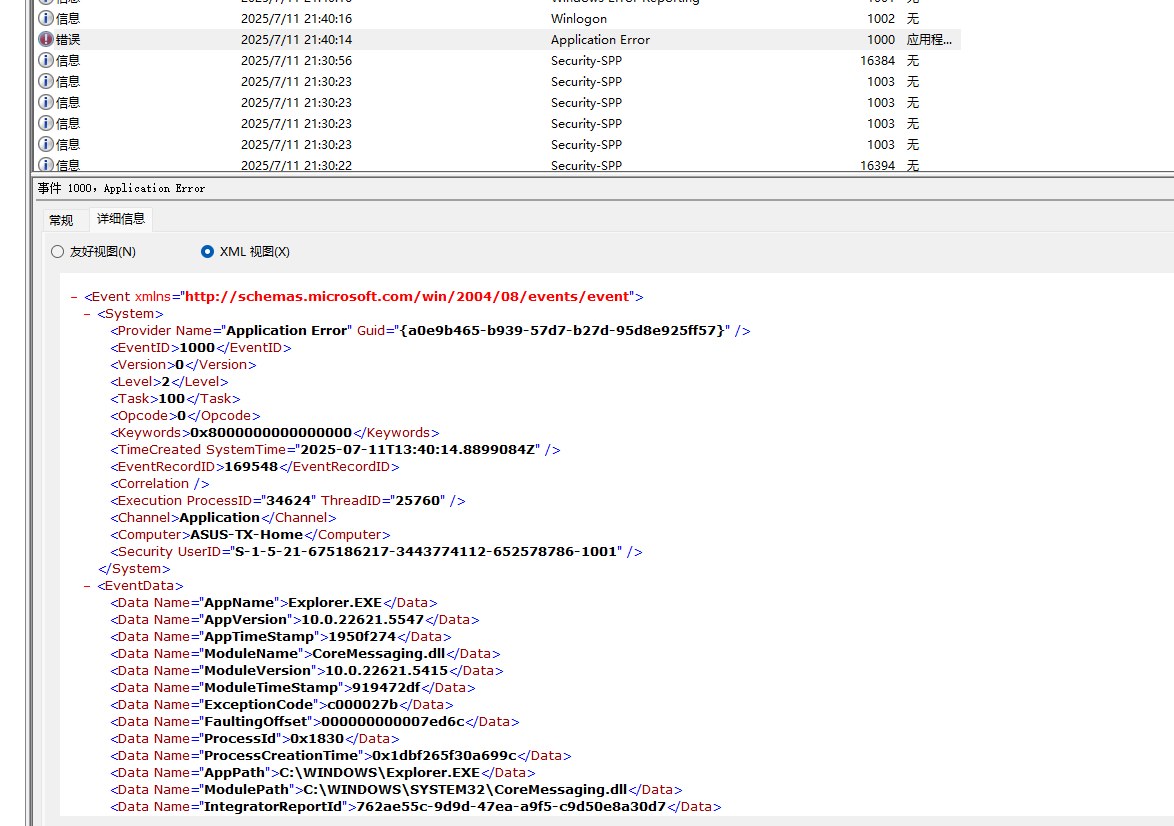 信息 2025/7/11 21:40:16 Windows Error Reporting 1001 无
信息 2025/7/11 21:40:16 Winlogon 1002 无
错误 2025/7/11 21:40:14 Application Error 1000 应用程...
信息 2025/7/11 21:30:56 Security-SPP 16384 无
信息 2025/7/11 21:30:23 Security-SPP 1003 无
信息 2025/7/11 21:30:23 Security-SPP 1003 无
信息 2025/7/11 21:30:23 Security-SPP 1003 无
信息 2025/7/11 21:30:23 Security-SPP 1003 无
信息 2025/7/11 21:30:22 Security-SPP 16394 无
事件 1000，Application Error
常规 详细信息
友好视图(N) XML 视图(X)
- <Event xmlns="http://schemas.microsoft.com/win/2004/08/events/event">
- <System>
<Provider Name="Application Error" Guid="{a0e9b465-b939-57d7-b27d-95d8e925ff57}" />
<EventID>1000</EventID>
<Version>0</Version>
<Level>2</Level>
<Task>100</Task>
<Opcode>0</Opcode>
<Keywords>0x8000000000000000</Keywords>
<TimeCreated SystemTime="2025-07-11T13:40:14.8899084Z" />
<EventRecordID>169548</EventRecordID>
<Correlation />
<Execution ProcessID="34624" ThreadID="25760" />
<Channel>Application</Channel>
<Computer>ASUS-TX-Home</Computer>
<Security UserID="S-1-5-21-675186217-3443774112-652578786-1001" />
</System>
- <EventData>
<Data Name="AppName">Explorer.EXE</Data>
<Data Name="AppVersion">10.0.22621.5547</Data>
<Data Name="AppTimeStamp">1950f274</Data>
<Data Name="ModuleName">CoreMessaging.dll</Data>
<Data Name="ModuleVersion">10.0.22621.5415</Data>
<Data Name="ModuleTimeStamp">919472df</Data>
<Data Name="ExceptionCode">c000027b</Data>
<Data Name="FaultingOffset">000000000007ed6c</Data>
<Data Name="ProcessId">0x1830</Data>
<Data Name="ProcessCreationTime">0x1dbf265f30a699c</Data>
<Data Name="AppPath">C:\WINDOWS\Explorer.EXE</Data>
<Data Name="ModulePath">C:\WINDOWS\SYSTEM32\CoreMessaging.dll</Data>
<Data Name="IntegratorReportId">762ae55c-9d9d-47ea-a9f5-c9d50e8a30d7</Data>